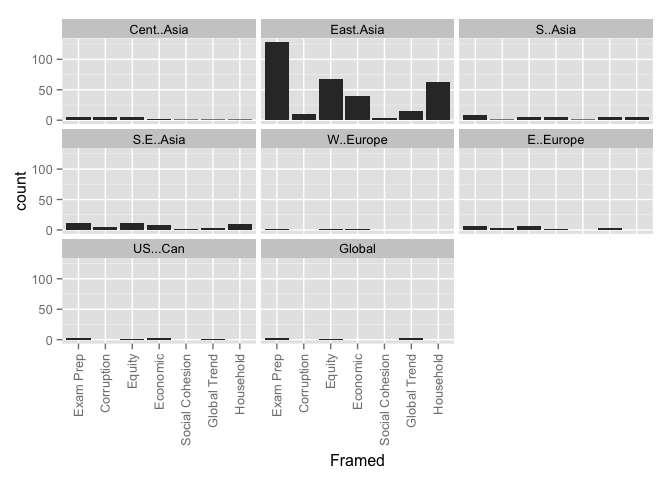 Cent..Asia East.Asia S..Asia
100
50
0
S.E..Asia W..Europe E..Europe
100
50
0
US...Can Global
100
50
0
count
Exam Prep Corruption Equity Economic Social Cohesion Global Trend Household Exam Prep Corruption Equity Economic Social Cohesion Global Trend Household
Framed